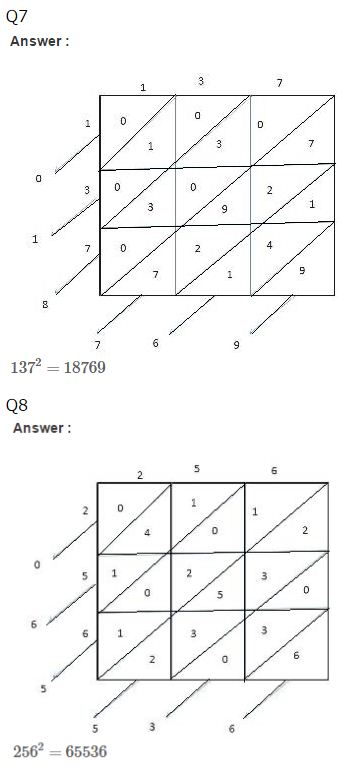 Q7
Answer :
1 3 7
1 0 0 0
1 3 7
0
3 0 0 2
3 9 1
1
7 0 2 4
7 1 9
8
7 6 9
137² = 18769
Q8
Answer :
2 5 6
2 0 1 1
4 0 2
0
5 1 2 3
0 5 0
6
6 1 3 3
2 0 6
5
5 3 6
256² = 65536